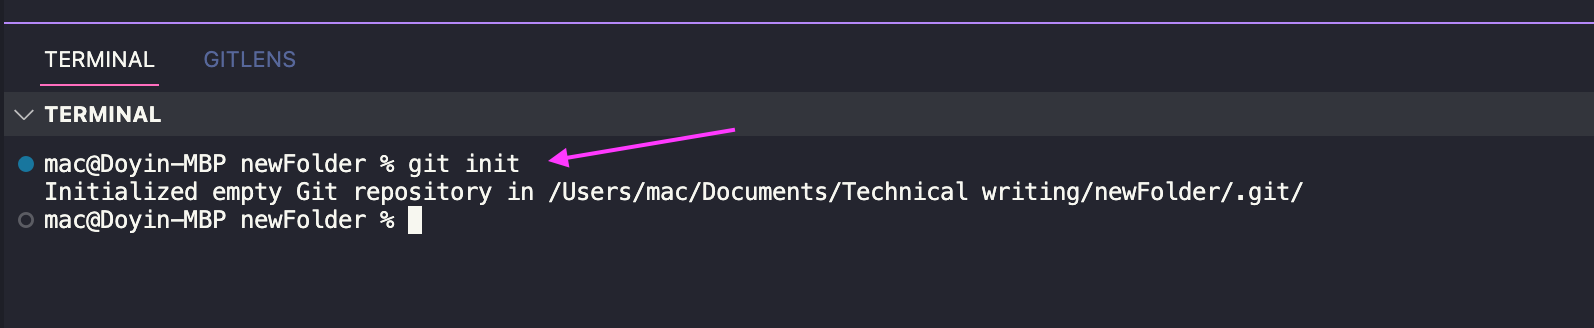 TERMINAL GITLENS
TERMINAL
mac@Doyin-MBP newFolder % git init
Initialized empty Git repository in /Users/mac/Documents/Technical writing/newFolder/.git/
mac@Doyin-MBP newFolder %